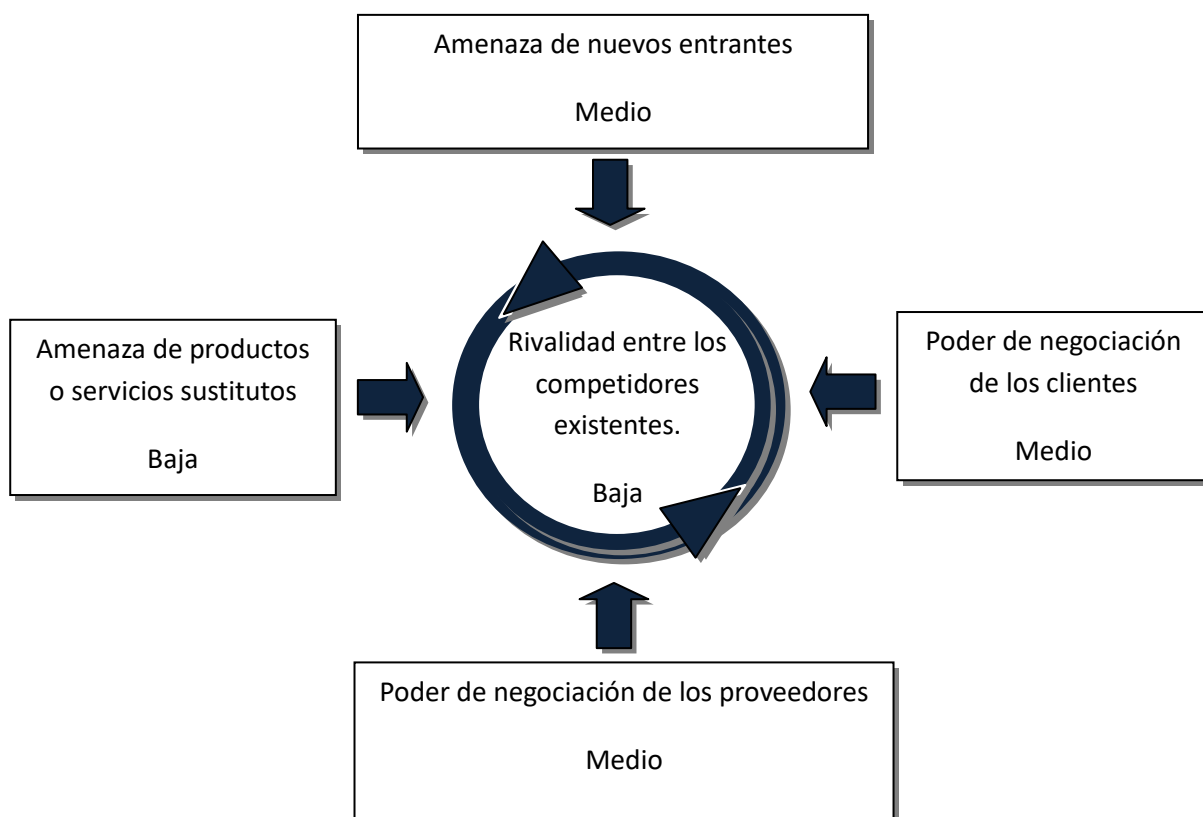 Amenaza de nuevos entrantes
Medio
Amenaza de productos
o servicios sustitutos
Baja
Rivalidad entre los
competidores
existentes.
Baja
Poder de negociación
de los clientes
Medio
Poder de negociación de los proveedores
Medio